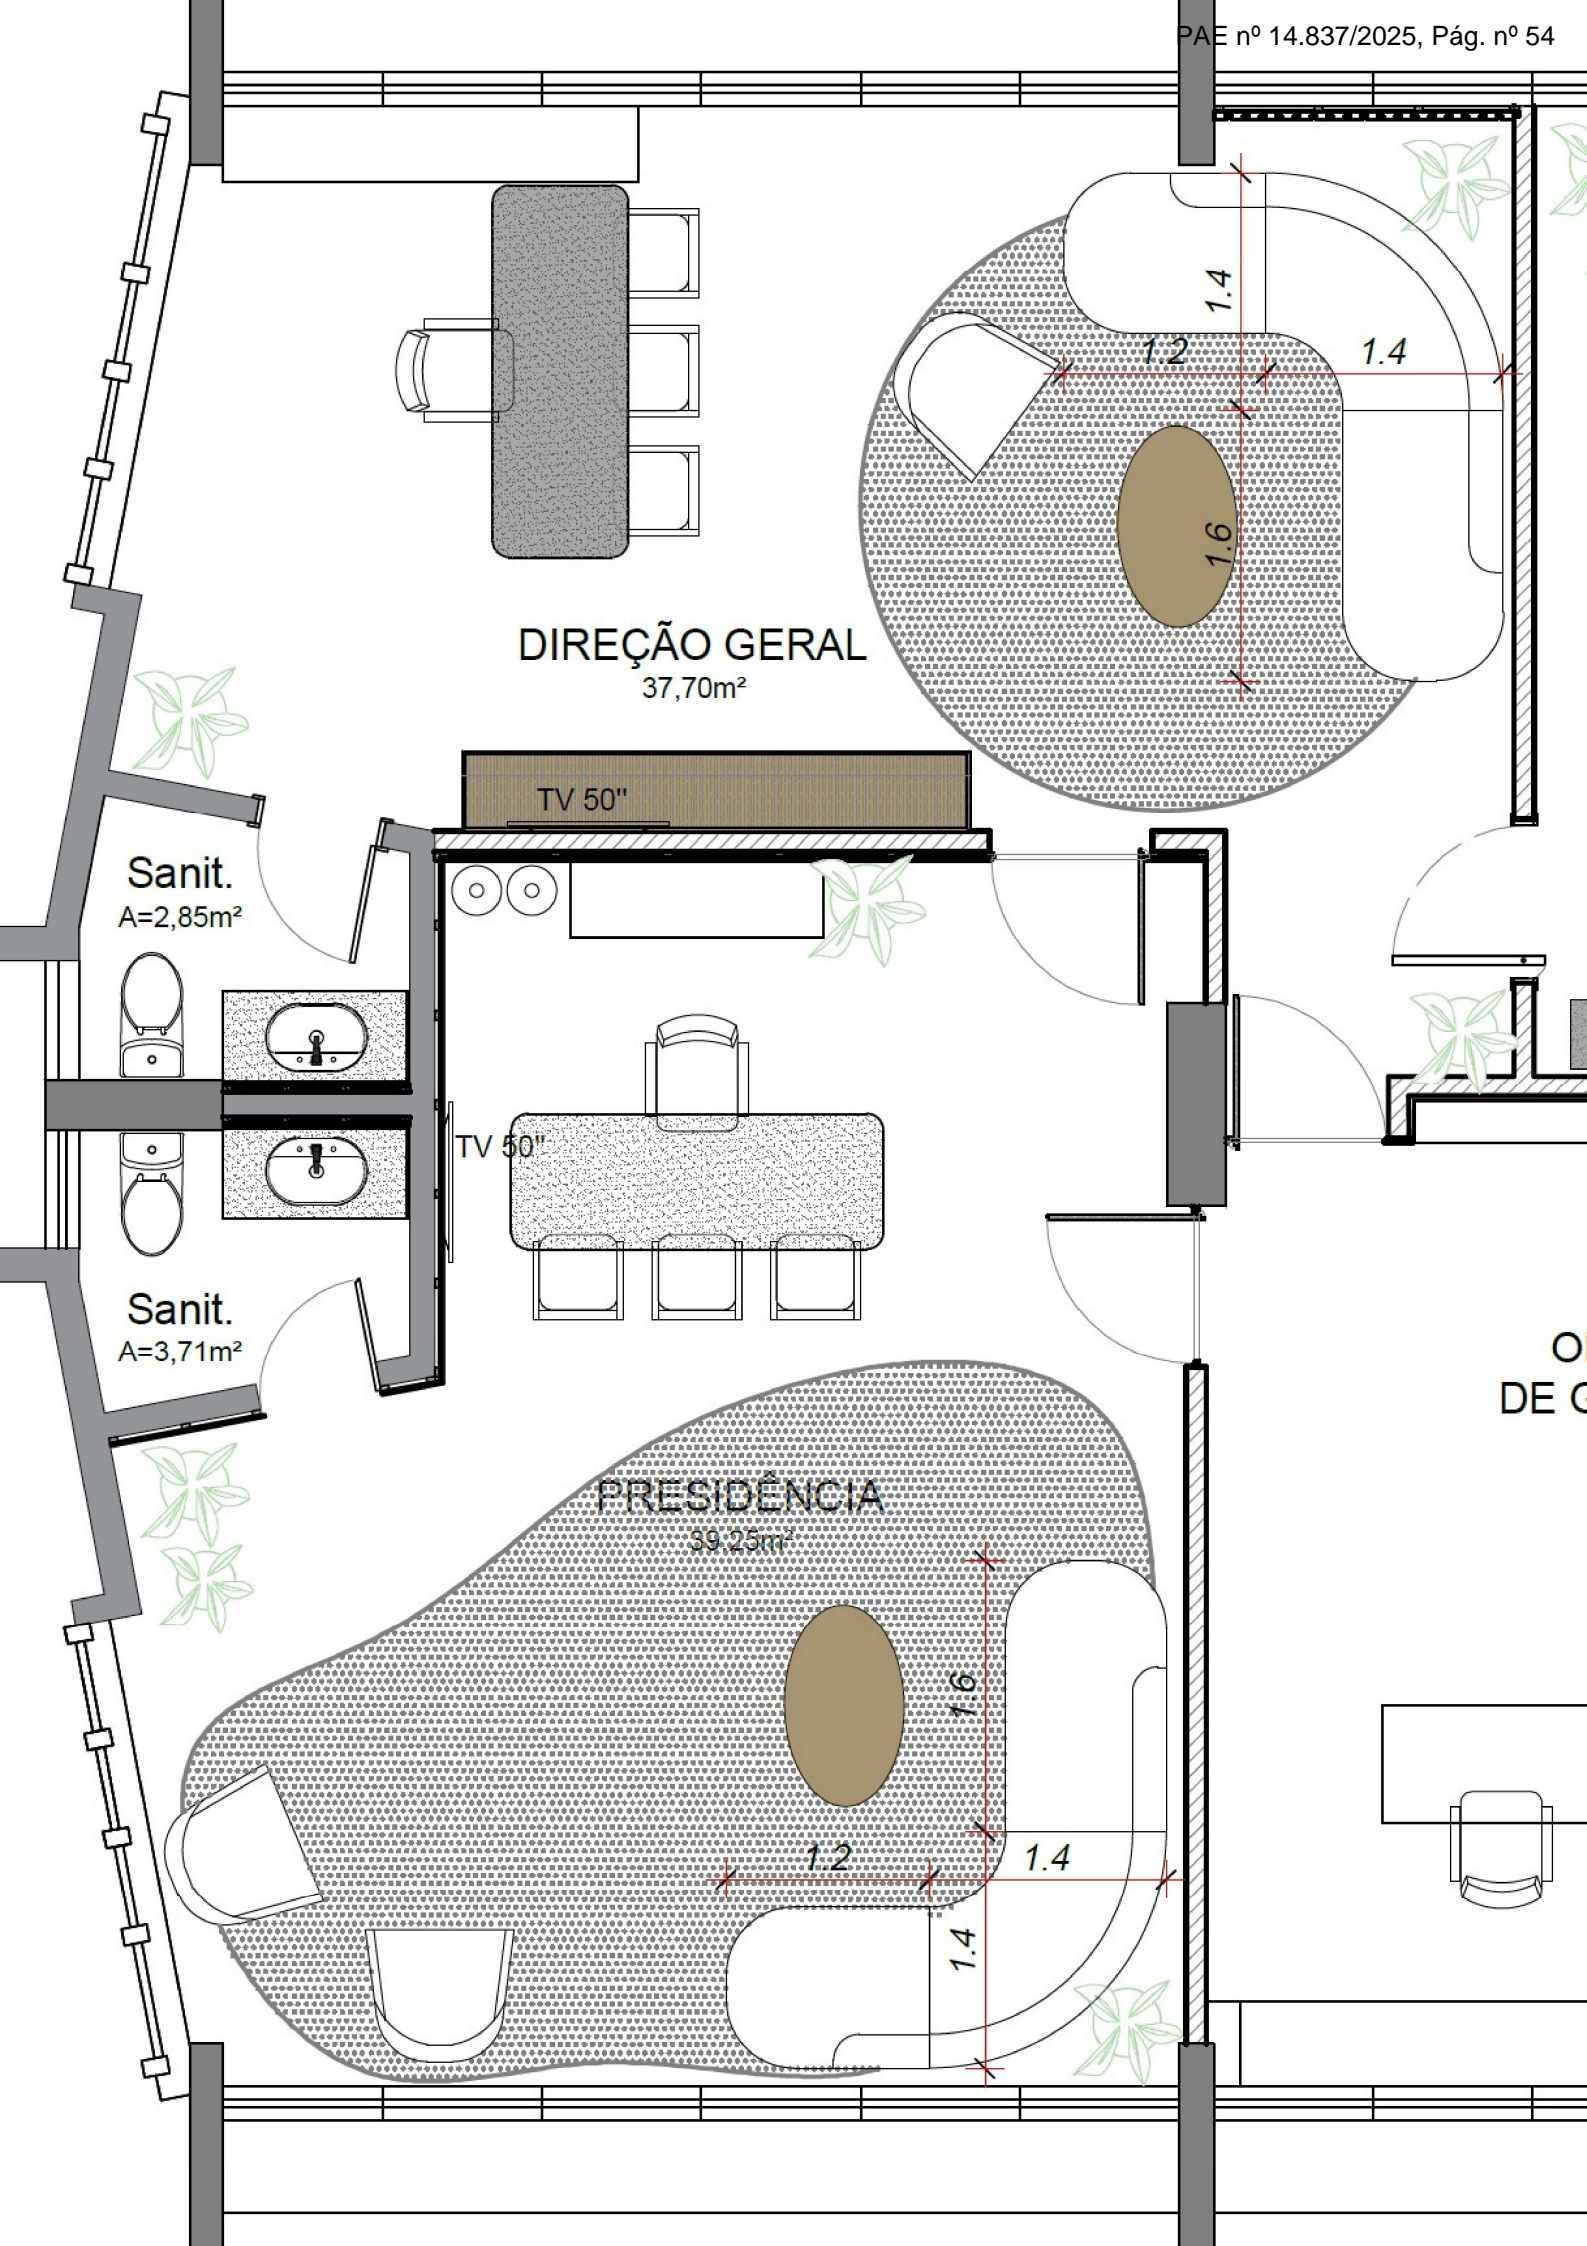 PAE nº 14.837/2025, Pág. nº 54
1.4
1.2
1.4
1.6
DIREÇÃO GERAL
37,70m²
TV 50"
Sanit.
A=2,85m²
TV 50"
Sanit.
A=3,71m²
DE
PRESIDÊNCIA
39,25m²
1.6
1.2
1.4
1.4